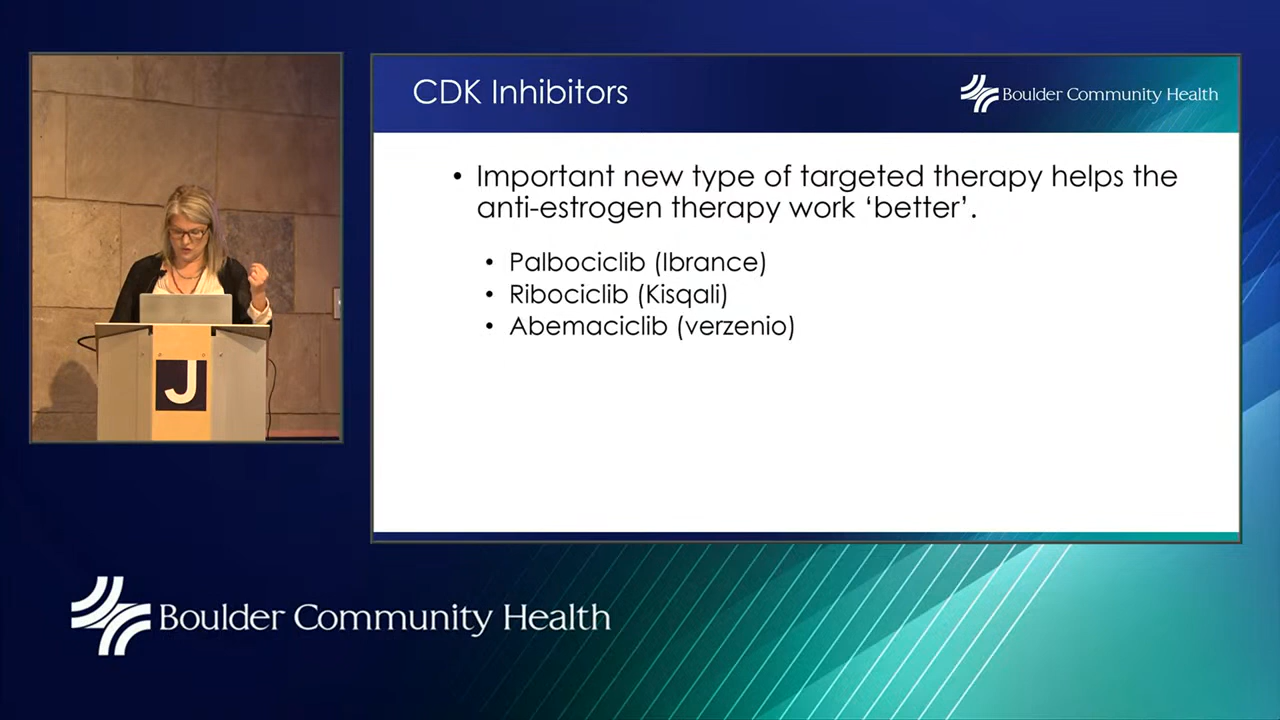 CDK Inhibitors
Boulder Community Health
• Important new type of targeted therapy helps the
anti-estrogen therapy work ‘better’.
• Palbociclib (Ibrance)
• Ribociclib (Kisqali)
• Abemaciclib (verzenio)
J
Boulder Community Health